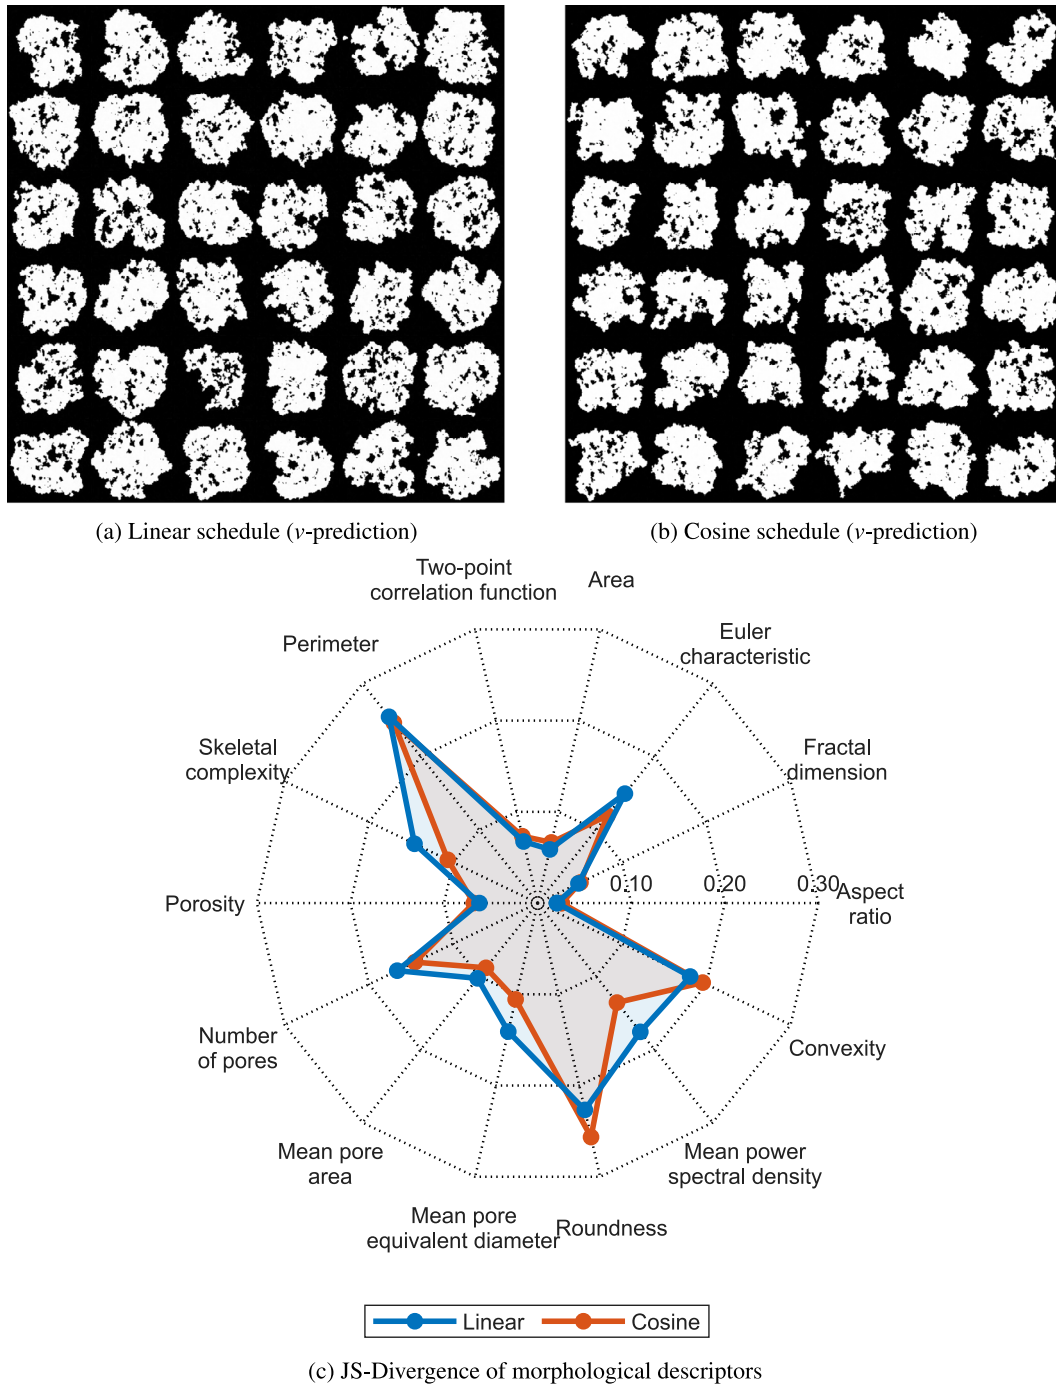 (a) Linear schedule (v-prediction)
(b) Cosine schedule (v-prediction)
Two-point
correlation function
Area
Perimeter
Euler
characteristic
Skeletal
complexity
Fractal
dimension
0.10
0.20
0.30
Aspect
ratio
Porosity
Number
of pores
Convexity
Mean pore
area
Mean power
spectral density
Mean pore
equivalent diameter
Roundness
Linear
Cosine
(c) JS-Divergence of morphological descriptors